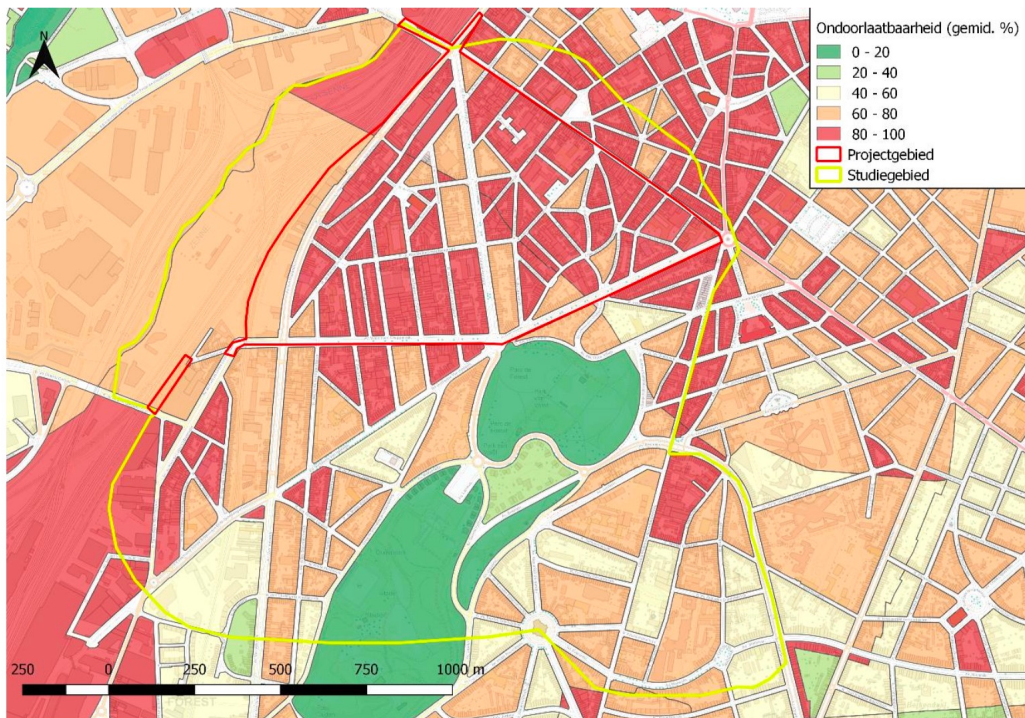 Ondoorlaatbaarheid (gemid. %)
0 - 20
20 - 40
40 - 60
60 - 80
80 - 100
Projectgebied
Studiegebied
N
250 0 250 500 750 1000 m
FOREST